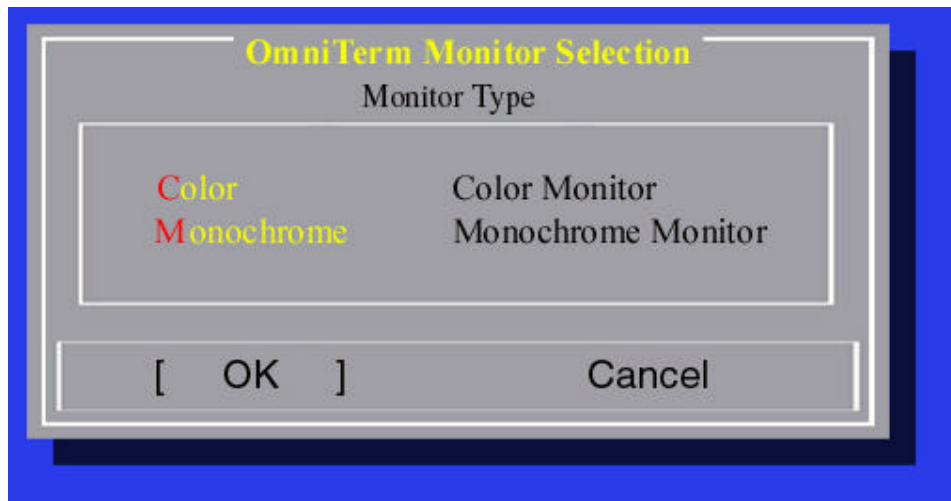 OmniTerm Monitor Selection
Monitor Type
Color Color Monitor
Monochrome Monochrome Monitor
[ OK ] Cancel